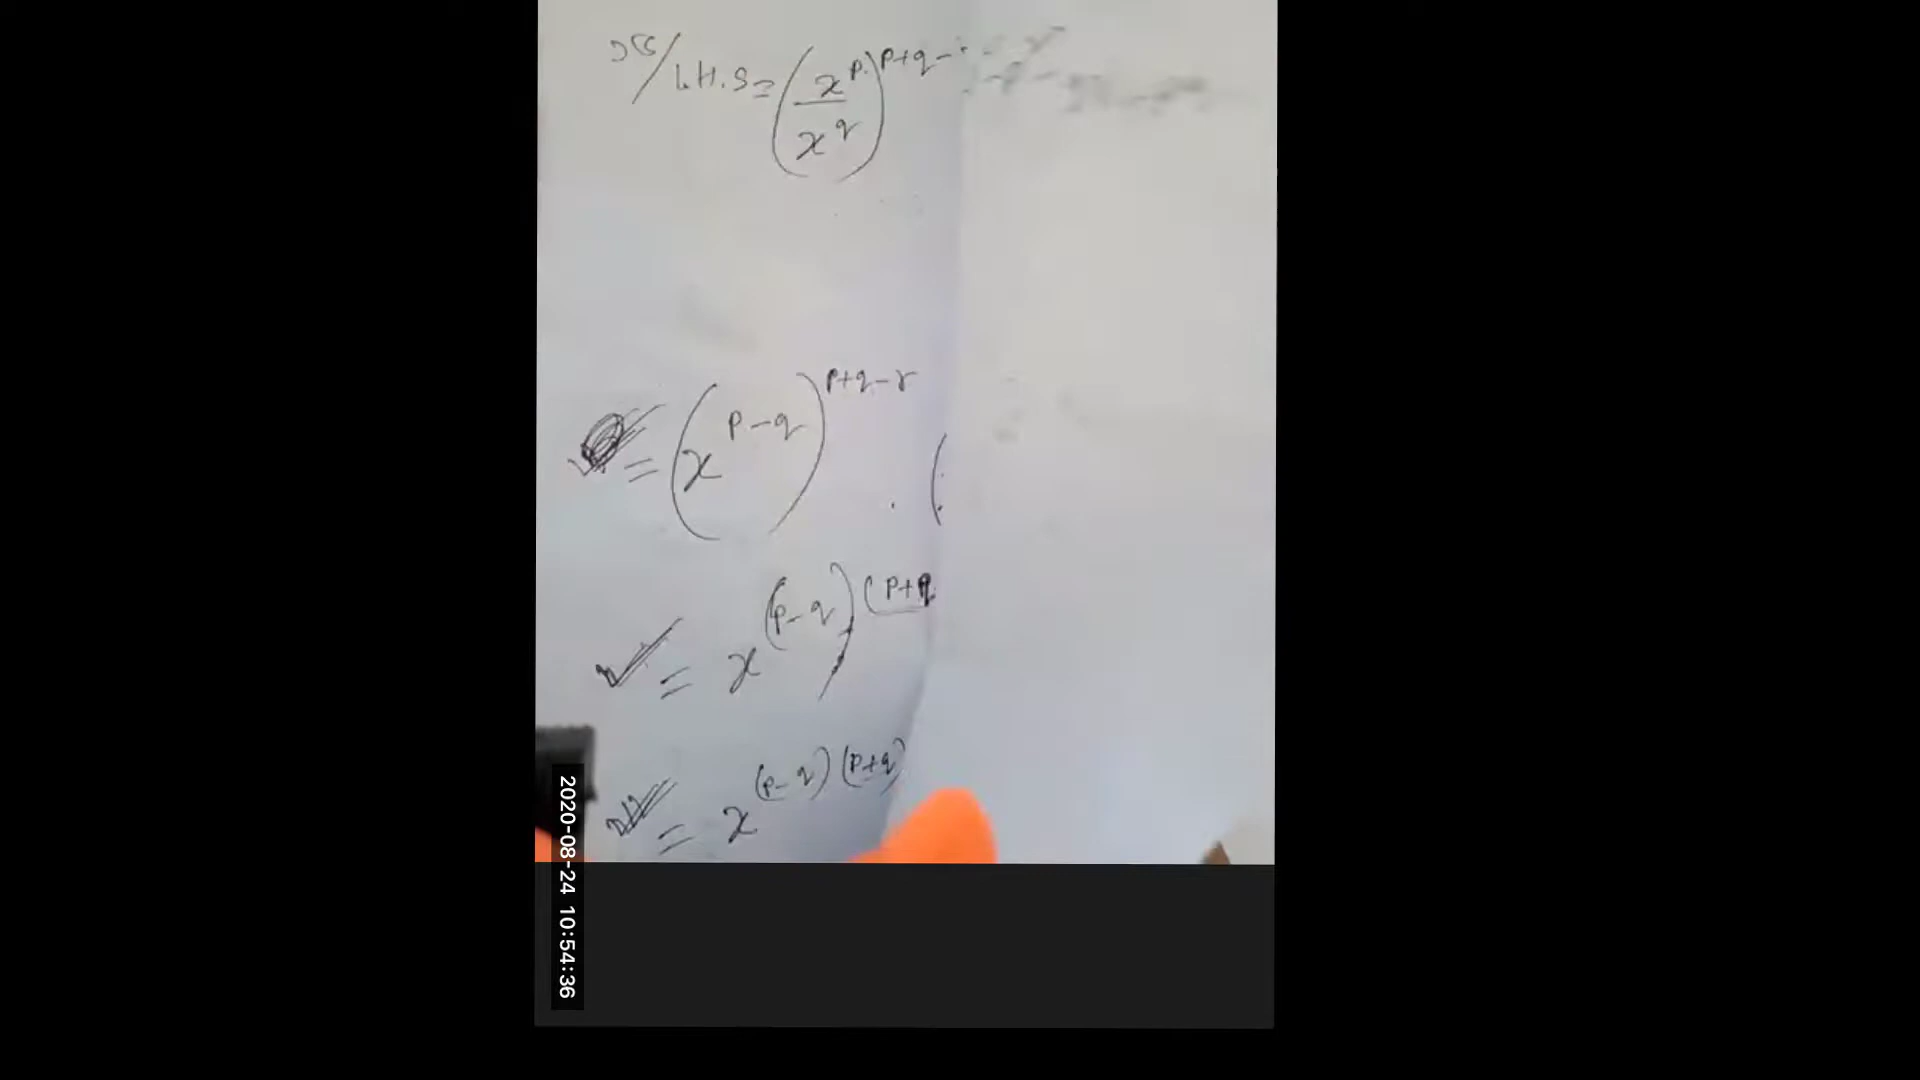 L.H.S = (x^p / x^q)^p+q-
= (x^p-q)^p+q-r . (
= x^(p-q)(p+q
= x^(p-q)(p+q)
2020-08-24 10:54:36